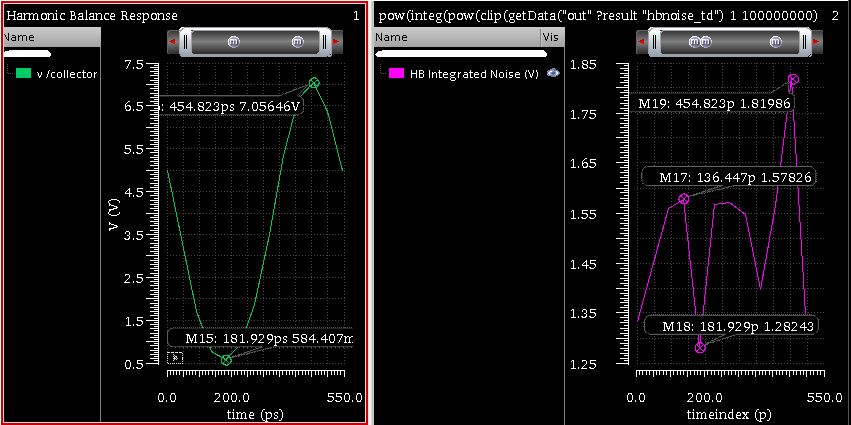 Harmonic Balance Response 1
Name
v /collector
7.5
6.5
5.5
4.5
3.5
2.5
1.5
0.5
V (V)
: 454.823ps 7.05646V
M15: 181.929ps 584.407m
»
0.0 200.0 550.0
time (ps)
pow(integ(pow(clip(getData("out" ?result "hbnoise_td") 1 100000000) 2
Name Vis
HB Integrated Noise (V)
1.85
1.75
1.65
1.55
1.45
1.35
1.25
M19: 454.823p 1.81986
M17: 136.447p 1.57826
M18: 181.929p 1.28243
0.0 200.0 550.0
timeindex (p)